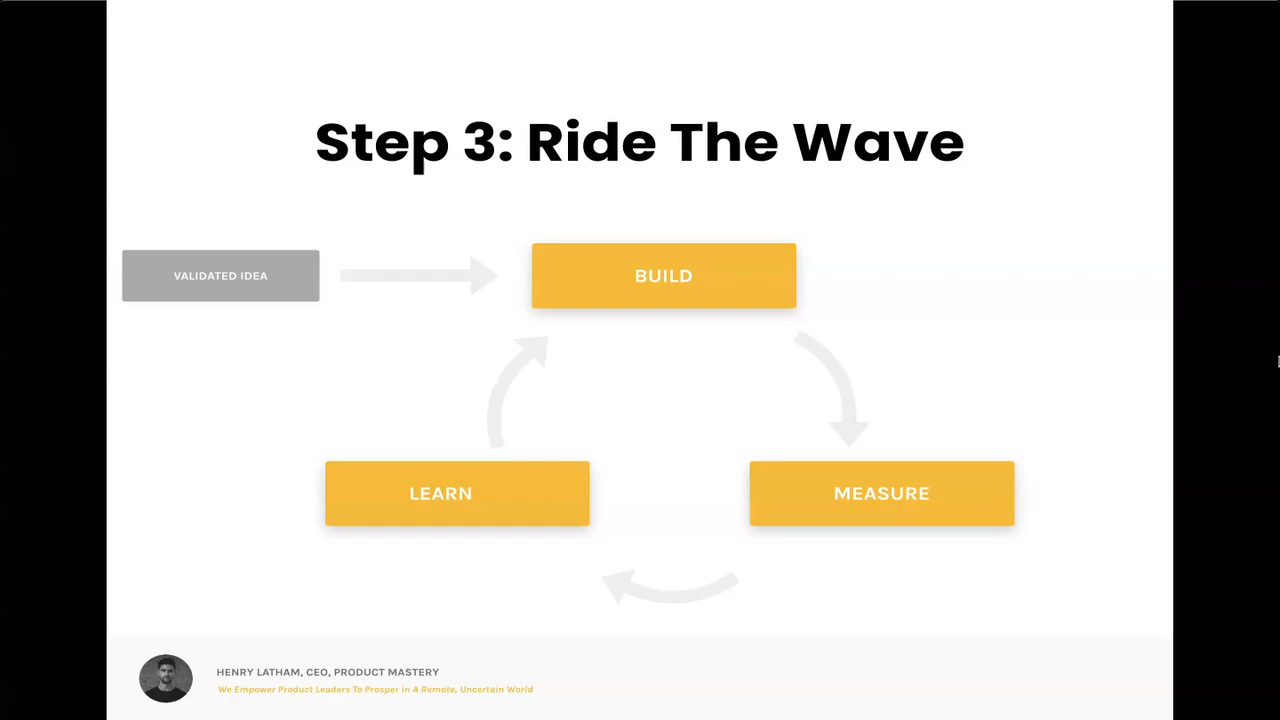 Step 3: Ride The Wave
VALIDATED IDEA
BUILD
LEARN
MEASURE
HENRY LATHAM, CEO, PRODUCT MASTERY
We Empower Product Leaders To Prosper in A Remote, Uncertain World